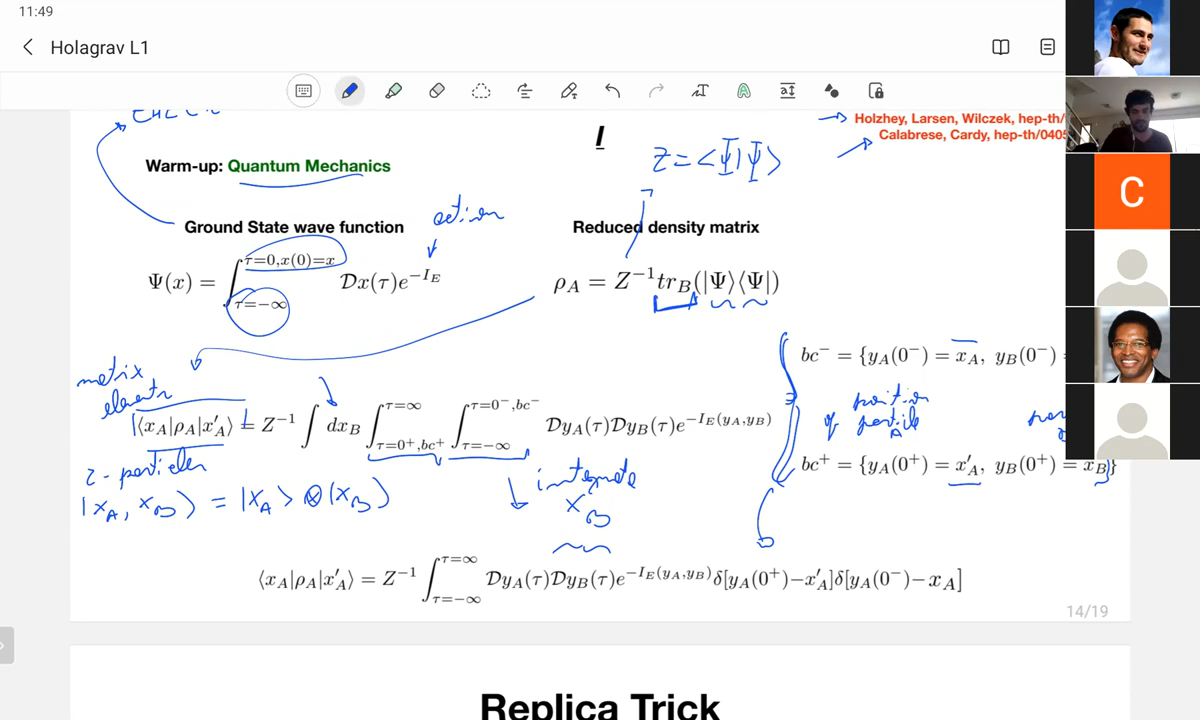 11:49
Holagrav L1
I
Holzhey, Larsen, Wilczek, hep-th/
Calabrese, Cardy, hep-th/040
Z = <Ψ|Ψ>
Warm-up: Quantum Mechanics
action
Ground State wave function
Reduced density matrix
Ψ(x) = ∫_{τ=−∞}^{τ=0,x(0)=x} 𝒟x(τ)e^{−I_E}
ρ_A = Z^{−1}tr_B(|Ψ⟩⟨Ψ|)
bc^− = {y_A(0^−) = x_A, y_B(0^−) =
matrix
elements
position
of particle
A
⟨x_A|ρ_A|x'_A⟩ = Z^{−1} ∫ dx_B ∫_{τ=0^+,bc^+}^{τ=∞} ∫_{τ=−∞}^{τ=0^−,bc^−} 𝒟y_A(τ)𝒟y_B(τ)e^{−I_E(y_A,y_B)}
bc^+ = {y_A(0^+) = x'_A, y_B(0^+) = x_B}
2-particles
|x_A, x_B> = |x_A> ⊗ |x_B>
integrate
x_B
⟨x_A|ρ_A|x'_A⟩ = Z^{−1} ∫_{τ=−∞}^{τ=∞} 𝒟y_A(τ)𝒟y_B(τ)e^{−I_E(y_A,y_B)}δ[y_A(0^+)−x'_A]δ[y_A(0^−)−x_A]
14/19
Replica Trick
C